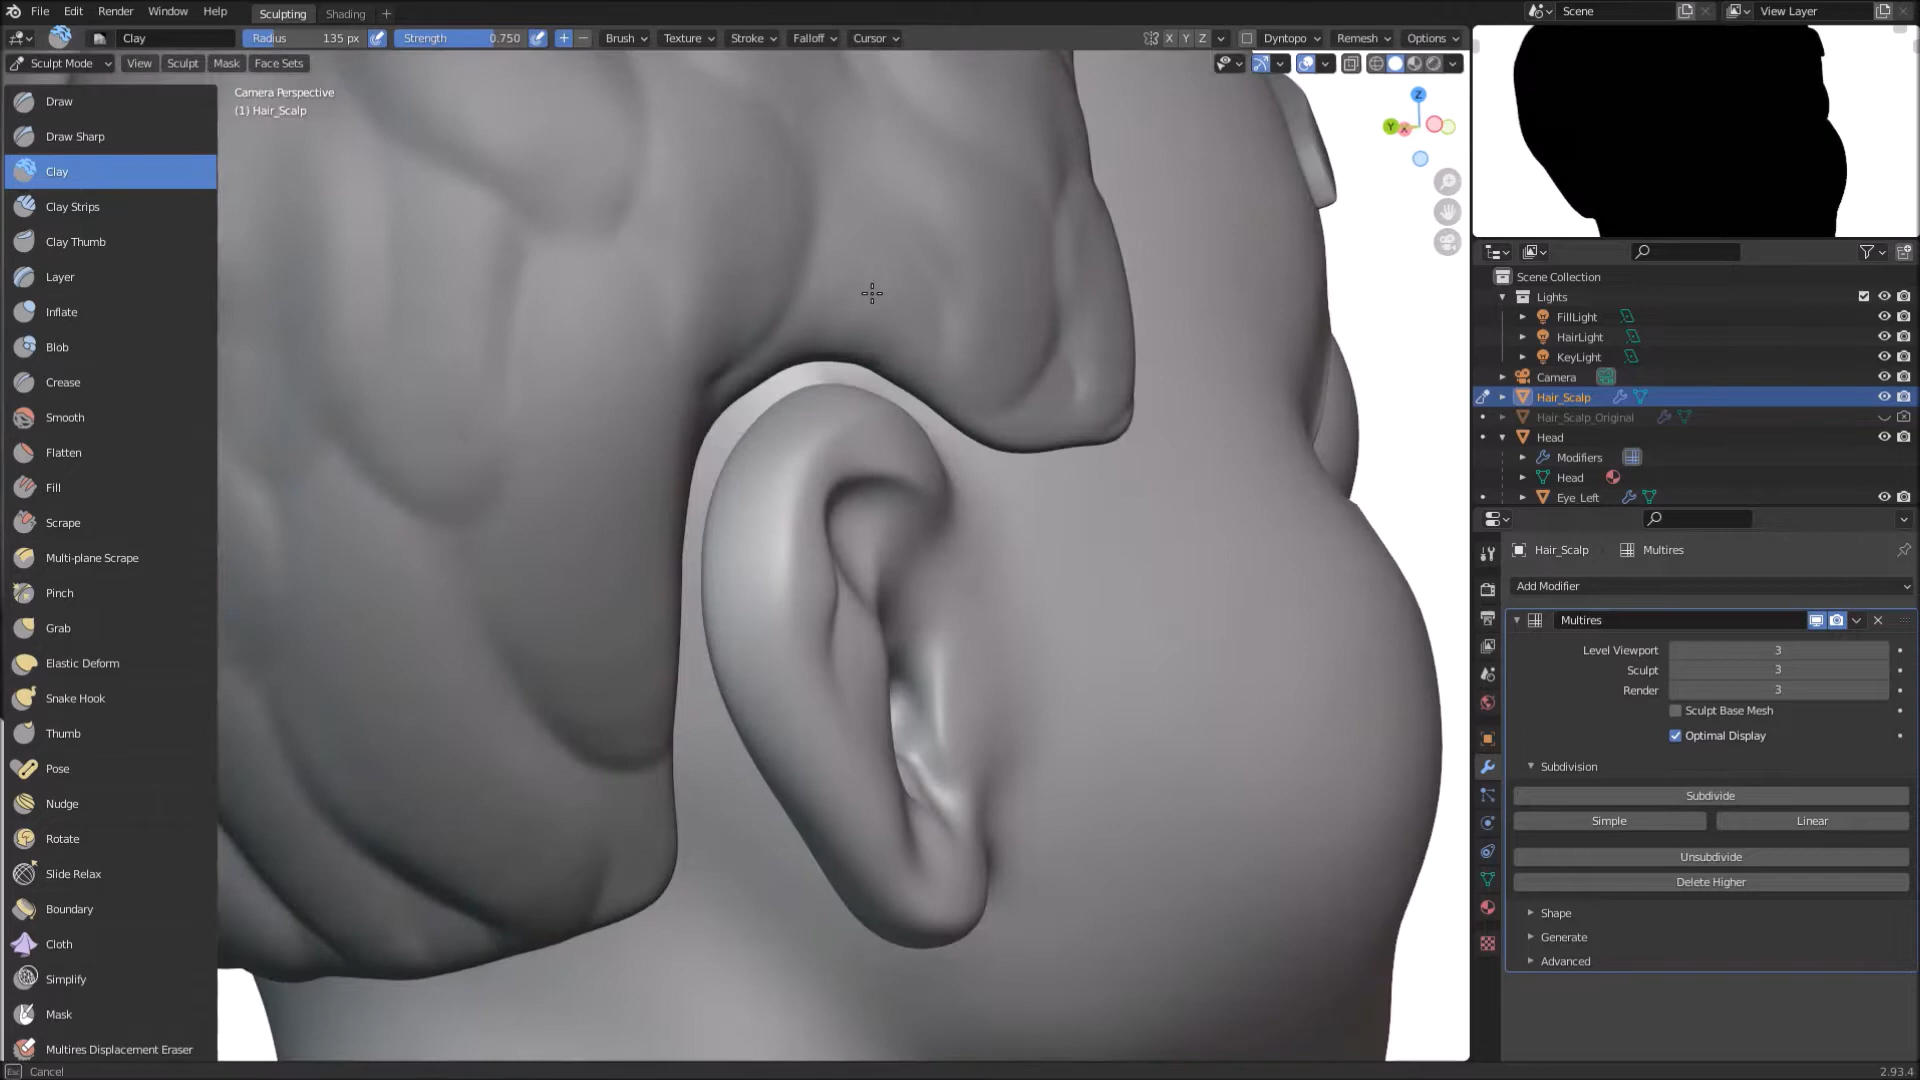 File Edit Render Window Help Sculpting Shading + Scene View Layer
Clay Radius 135 px Strength 0.750 + − Brush Texture Stroke Falloff Cursor X Y Z Dyntopo Remesh Options
Sculpt Mode View Sculpt Mask Face Sets
Camera Perspective
(1) Hair_Scalp
Z
Y
X
Draw
Draw Sharp
Clay
Clay Strips
Clay Thumb
Layer
Inflate
Blob
Crease
Smooth
Flatten
Fill
Scrape
Multi-plane Scrape
Pinch
Grab
Elastic Deform
Snake Hook
Thumb
Pose
Nudge
Rotate
Slide Relax
Boundary
Cloth
Simplify
Mask
Multires Displacement Eraser
Scene Collection
Lights
FillLight
HairLight
KeyLight
Camera
Hair_Scalp
Hair_Scalp_Original
Head
Modifiers
Head
Eye_Left
Hair_Scalp Multires
Add Modifier
Multires
Level Viewport 3
Sculpt 3
Render 3
Sculpt Base Mesh
Optimal Display
Subdivision
Subdivide
Simple Linear
Unsubdivide
Delete Higher
Shape
Generate
Advanced
Esc Cancel 2.93.4